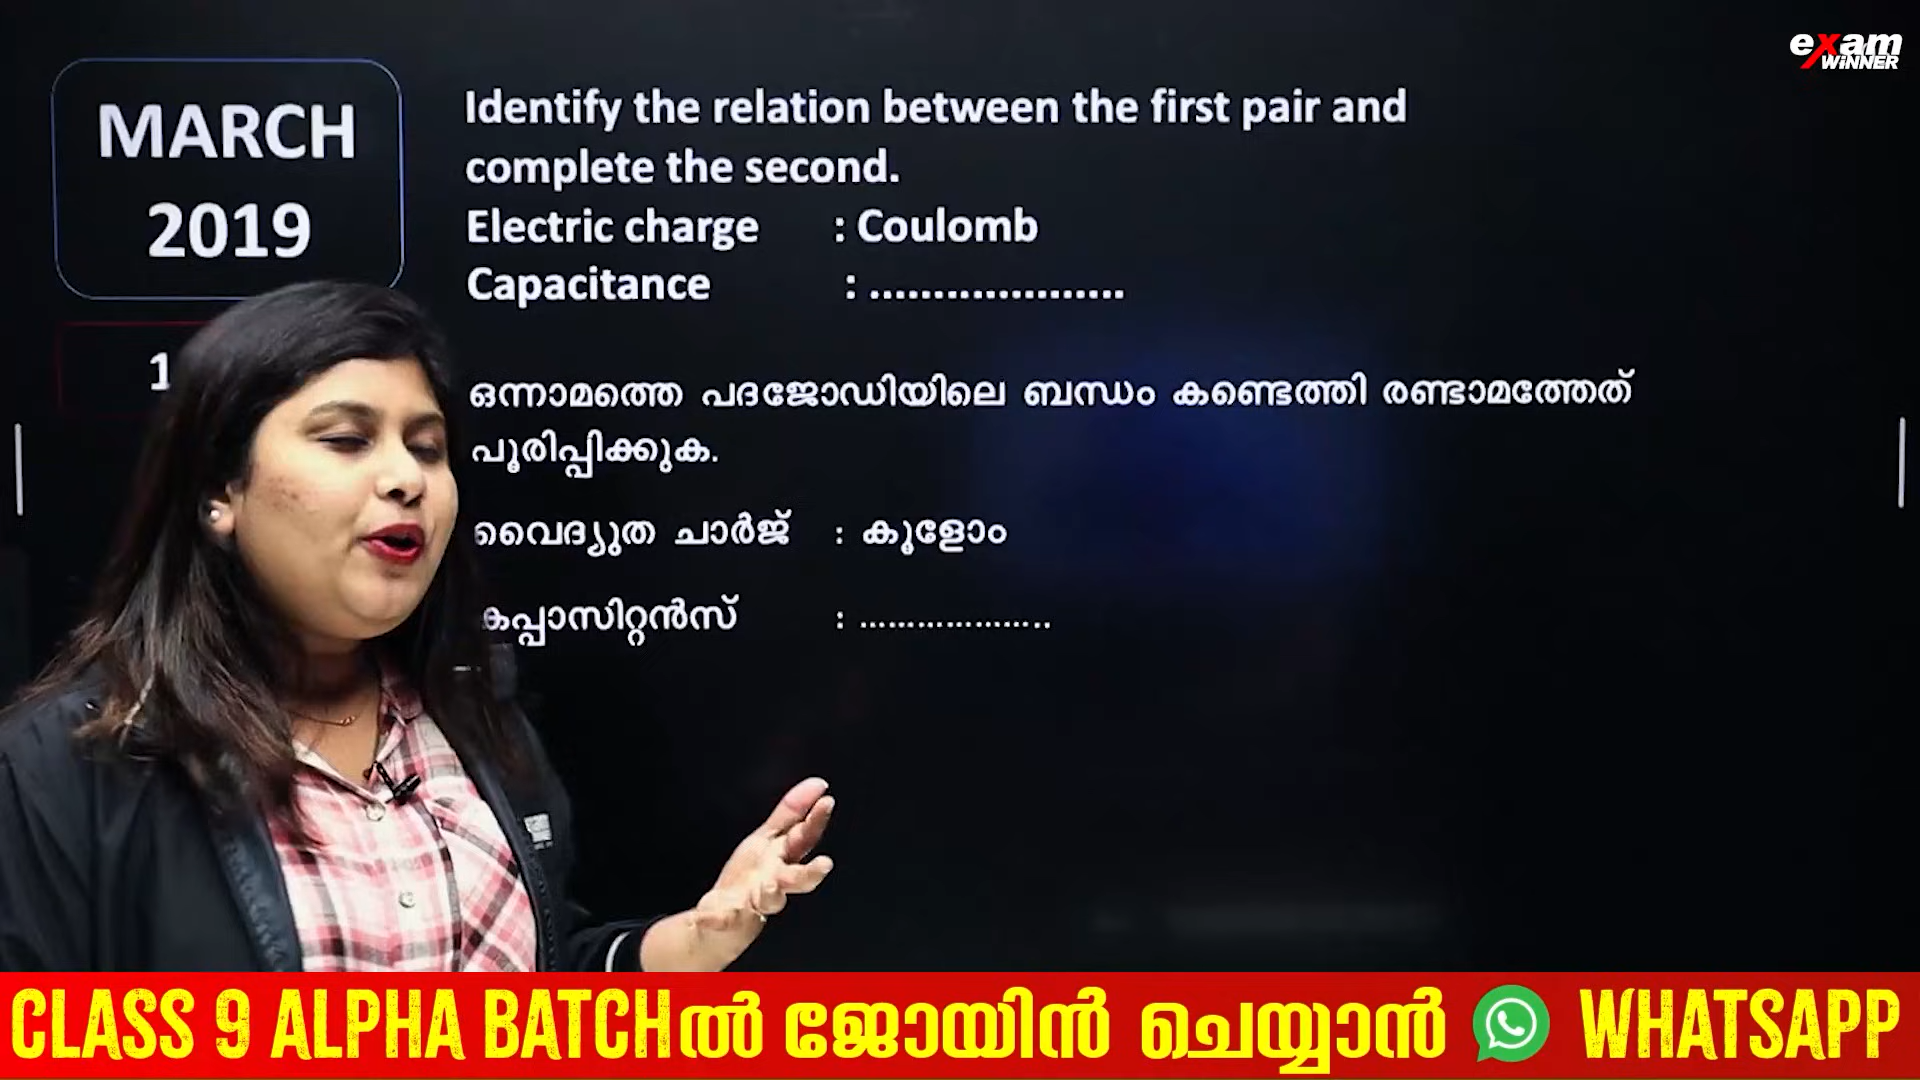 exam
WINNER
MARCH
2019
1
Identify the relation between the first pair and
complete the second.
Electric charge : Coulomb
Capacitance : ....................
ഒന്നാമത്തെ പദജോഡിയിലെ ബന്ധം കണ്ടെത്തി രണ്ടാമത്തേത്
പൂരിപ്പിക്കുക.
വൈദ്യുത ചാർജ് : കൂളോം
കപ്പാസിറ്റൻസ് : ...................
CLASS 9 ALPHA BATCHൽ ജോയിൻ ചെയ്യാൻ WHATSAPP